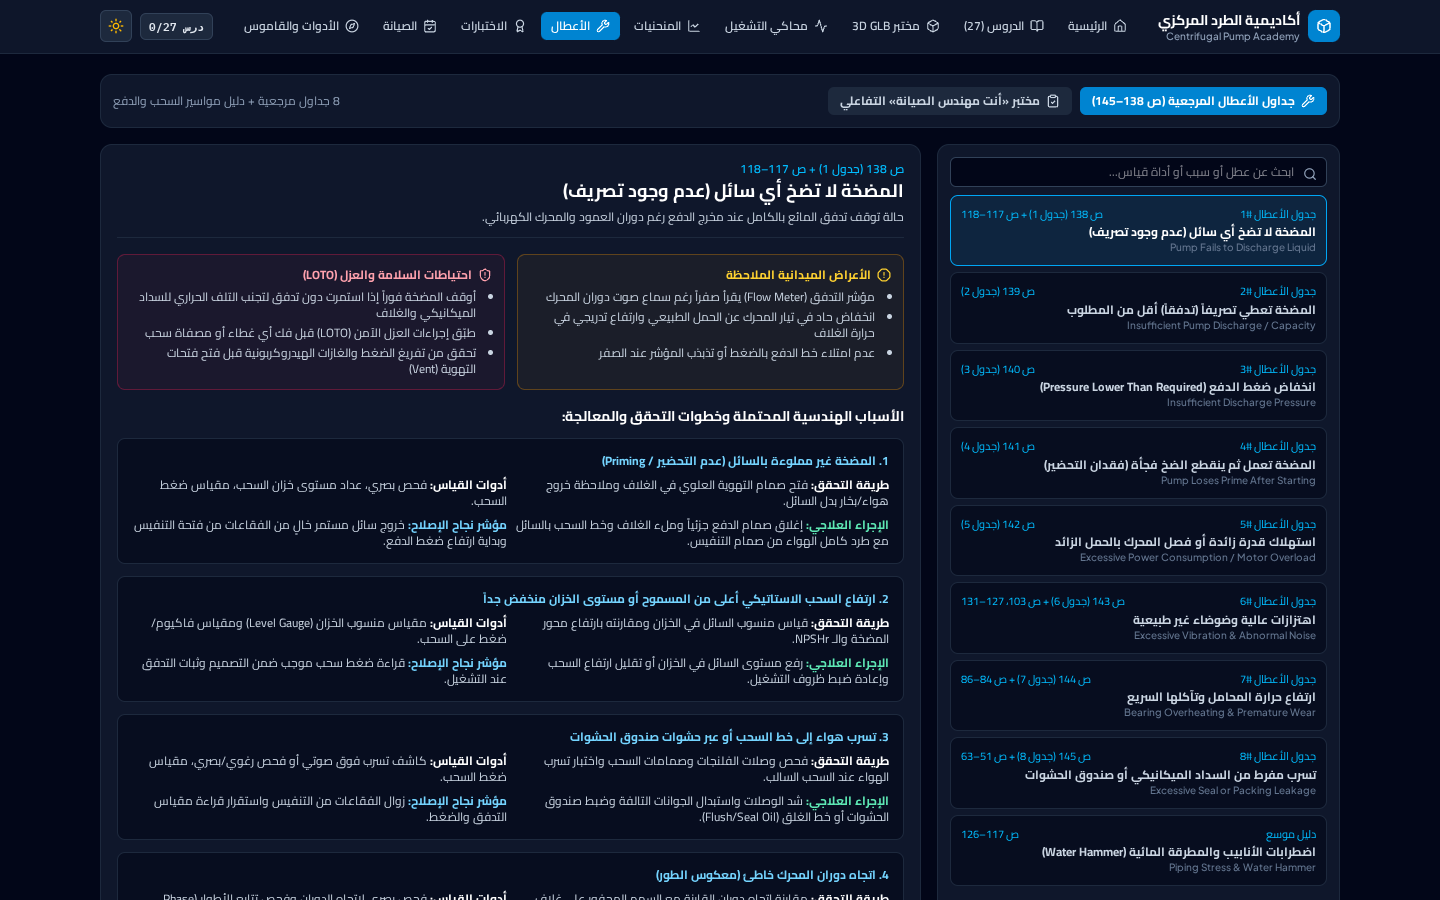 أكاديمية الطرد المركزي
Centrifugal Pump Academy
الرئيسية
الدروس (27)
مختبر 3D GLB
محاكي التشغيل
المنحنيات
الأعطال
الاختبارات
الصيانة
الأدوات والقاموس
0/27 درس
جداول الأعطال المرجعية (ص 138–145)
مختبر «أنت مهندس الصيانة» التفاعلي
8 جداول مرجعية + دليل مواسير السحب والدفع
ابحث عن عطل أو سبب أو أداة قياس...
جدول الأعطال #1
ص 138 (جدول 1) + ص 117–118
المضخة لا تضخ أي سائل (عدم وجود تصريف)
Pump Fails to Discharge Liquid
جدول الأعطال #2
ص 139 (جدول 2)
المضخة تعطي تصريفاً (تدفقاً) أقل من المطلوب
Insufficient Pump Discharge / Capacity
جدول الأعطال #3
ص 140 (جدول 3)
انخفاض ضغط الدفع (Pressure Lower Than Required)
Insufficient Discharge Pressure
جدول الأعطال #4
ص 141 (جدول 4)
المضخة تعمل ثم ينقطع الضخ فجأة (فقدان التحضير)
Pump Loses Prime After Starting
جدول الأعطال #5
ص 142 (جدول 5)
استهلاك قدرة زائدة أو فصل المحرك بالحمل الزائد
Excessive Power Consumption / Motor Overload
جدول الأعطال #6
ص 143 (جدول 6) + ص 103، 127–131
اهتزازات عالية وضوضاء غير طبيعية
Excessive Vibration & Abnormal Noise
جدول الأعطال #7
ص 144 (جدول 7) + ص 84–86
ارتفاع حرارة المحامل وتآكلها السريع
Bearing Overheating & Premature Wear
جدول الأعطال #8
ص 145 (جدول 8) + ص 51–63
تسرب مفرط من السداد الميكانيكي أو صندوق الحشوات
Excessive Seal or Packing Leakage
دليل موسع
ص 117–126
اضطرابات الأنابيب والمطرقة المائية (Water Hammer)
Piping Stress & Water Hammer
ص 138 (جدول 1) + ص 117–118
المضخة لا تضخ أي سائل (عدم وجود تصريف)
حالة توقف تدفق المائع بالكامل عند مخرج الدفع رغم دوران العمود والمحرك الكهربائي.
الأعراض الميدانية الملاحظة
• مؤشر التدفق (Flow Meter) يقرأ صفراً رغم سماع صوت دوران المحرك
• انخفاض حاد في تيار المحرك عن الحمل الطبيعي وارتفاع تدريجي في
حرارة الغلاف
• عدم امتلاء خط الدفع بالضغط أو تذبذب المؤشر عند الصفر
احتياطات السلامة والعزل (LOTO)
• أوقف المضخة فوراً إذا استمرت دون تدفق لتجنب التلف الحراري للسداد
الميكانيكي والغلاف
• طبّق إجراءات العزل الآمن (LOTO) قبل فك أي غطاء أو مصفاة سحب
• تحقق من تفريغ الضغط والغازات الهيدروكربونية قبل فتح فتحات
التهوية (Vent)
الأسباب الهندسية المحتملة وخطوات التحقق والمعالجة:
1. المضخة غير مملوءة بالسائل (عدم التحضير / Priming)
طريقة التحقق: فتح صمام التهوية العلوي في الغلاف وملاحظة خروج
هواء/بخار بدل السائل.
أدوات القياس: فحص بصري، عداد مستوى خزان السحب، مقياس ضغط
السحب.
الإجراء العلاجي: إغلاق صمام الدفع جزئياً وملء الغلاف وخط السحب بالسائل
مع طرد كامل الهواء من صمام التنفيس.
مؤشر نجاح الإصلاح: خروج سائل مستمر خالٍ من الفقاعات من فتحة التنفيس
وبداية ارتفاع ضغط الدفع.
2. ارتفاع السحب الاستاتيكي أعلى من المسموح أو مستوى الخزان منخفض جداً
طريقة التحقق: قياس منسوب السائل في الخزان ومقارنته بارتفاع محور
المضخة والـ NPSHr.
أدوات القياس: مقياس منسوب الخزان (Level Gauge) ومقياس فاكيوم/
ضغط على السحب.
الإجراء العلاجي: رفع مستوى السائل في الخزان أو تقليل ارتفاع السحب
وإعادة ضبط ظروف التشغيل.
مؤشر نجاح الإصلاح: قراءة ضغط سحب موجب ضمن التصميم وثبات التدفق
عند التشغيل.
3. تسرب هواء إلى خط السحب أو عبر حشوات صندوق الحشوات
طريقة التحقق: فحص وصلات الفلنجات وصمامات السحب واختبار تسرب
الهواء عند السحب السالب.
أدوات القياس: كاشف تسرب فوق صوتي أو فحص رغوي/بصري، مقياس
ضغط السحب.
الإجراء العلاجي: شد الوصلات واستبدال الجوانات التالفة وضبط صندوق
الحشوات أو خط الغلق (Flush/Seal Oil).
مؤشر نجاح الإصلاح: زوال الفقاعات من التنفيس واستقرار قراءة مقياس
التدفق والضغط.
4. اتجاه دوران المحرك خاطئ (معكوس الطور)
طريقة التحقق: مقارنة اتجاه دوران القارنة مع السهم المحفور على غلاف
أدوات القياس: فحص بصري لاتجاه الدوران وفحص تتابع الأطوار (Phase